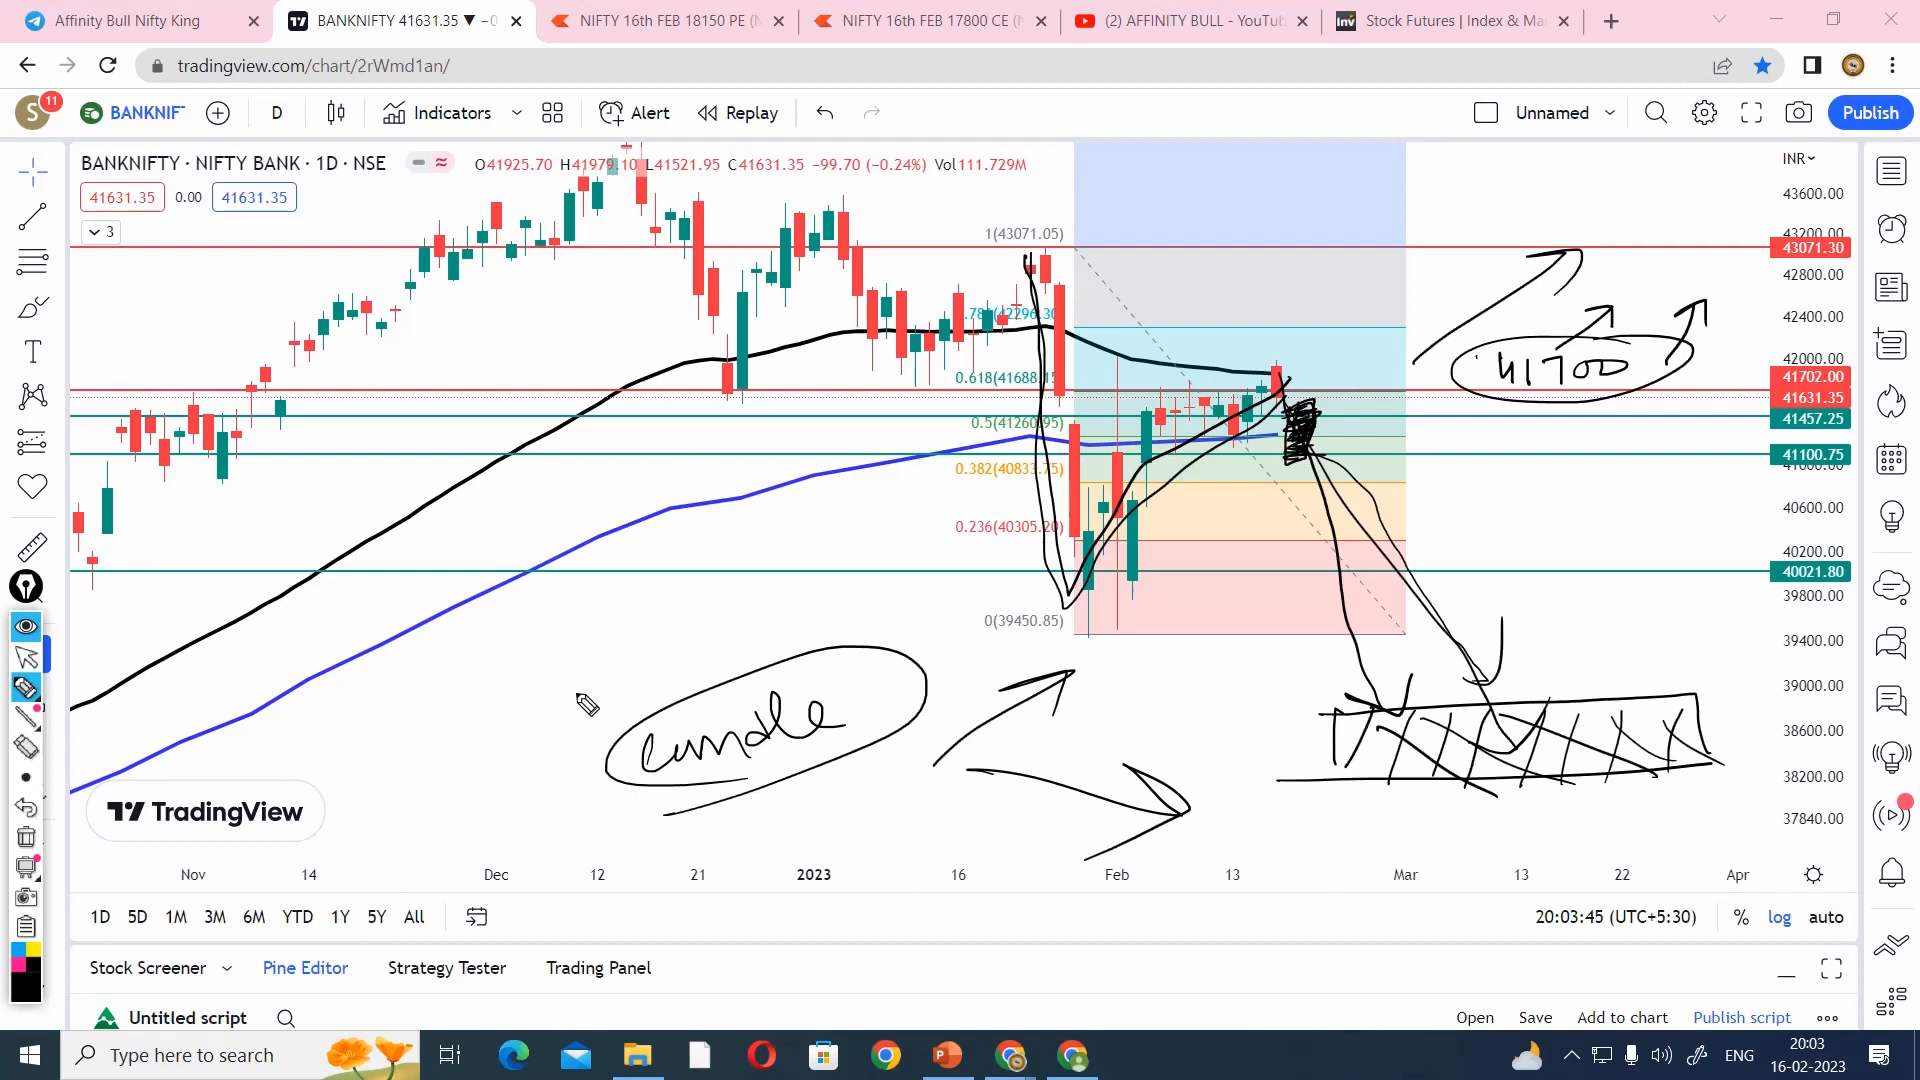 Affinity Bull Nifty King
BANKNIFTY 41631.35 ▼ −0
NIFTY 16th FEB 18150 PE (N
NIFTY 16th FEB 17800 CE (N
(2) AFFINITY BULL - YouTub
Inv Stock Futures | Index & Ma
tradingview.com/chart/2rWmd1an/
S 11 BANKNIF D Indicators Alert Replay Unnamed Publish
BANKNIFTY · NIFTY BANK · 1D · NSE O41925.70 H41979.10 L41521.95 C41631.35 −99.70 (−0.24%) Vol111.729M
INR
41631.35 0.00 41631.35
3
1(43071.05)
0.618(41688.15
0.5(41260.95)
0.382(40833.75)
0.236(40305.20)
0(39450.85)
43600.00
43200.00
43071.30
42800.00
42400.00
42000.00
41702.00
41631.35
41457.25
41100.75
41000.00
40600.00
40200.00
40021.80
39800.00
39400.00
39000.00
38600.00
38200.00
37840.00
41700
candle
TradingView
Nov 14 Dec 12 21 2023 16 Feb 13 Mar 13 22 Apr
1D 5D 1M 3M 6M YTD 1Y 5Y All 20:03:45 (UTC+5:30) % log auto
Stock Screener Pine Editor Strategy Tester Trading Panel
Untitled script Open Save Add to chart Publish script
Type here to search ENG 20:03
16-02-2023